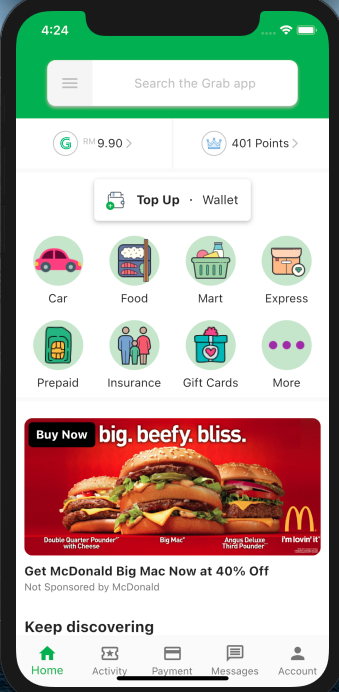 4:24
Search the Grab app
RM 9.90
401 Points
Top Up · Wallet
Car
Food
Mart
Express
Prepaid
Insurance
Gift Cards
More
Buy Now
big. beefy. bliss.
Double Quarter Pounder™
with Cheese
Big Mac®
Angus Deluxe
Third Pounder™
i'm lovin' it®
Get McDonald Big Mac Now at 40% Off
Not Sponsored by McDonald
Keep discovering
Home
Activity
Payment
Messages
Account